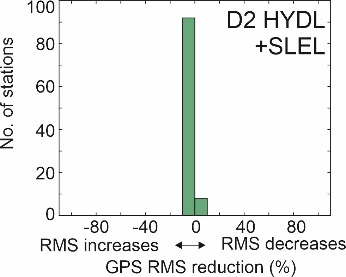 100
80
60
40
20
0
No. of stations
D2 HYDL
+SLEL
-80 -40 0 40 80
RMS increases RMS decreases
GPS RMS reduction (%)